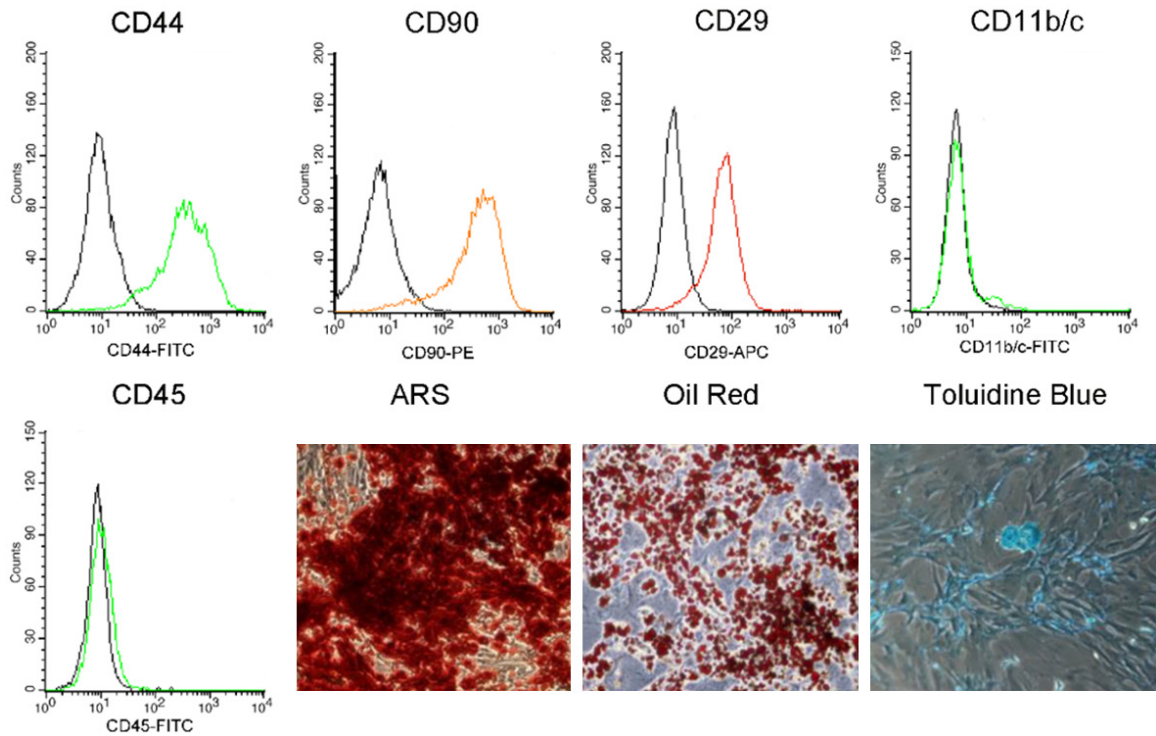 CD44
CD90
CD29
CD11b/c
200
160
120
80
40
0
Counts
10⁰ 10¹ 10² 10³ 10⁴
CD44-FITC
200
160
120
80
40
0
Counts
10⁰ 10¹ 10² 10³ 10⁴
CD90-PE
200
160
120
80
40
0
Counts
10⁰ 10¹ 10² 10³ 10⁴
CD29-APC
150
120
90
60
30
0
Counts
10⁰ 10¹ 10² 10³ 10⁴
CD11b/c-FITC
CD45
ARS
Oil Red
Toluidine Blue
150
120
90
60
30
0
Counts
10⁰ 10¹ 10² 10³ 10⁴
CD45-FITC